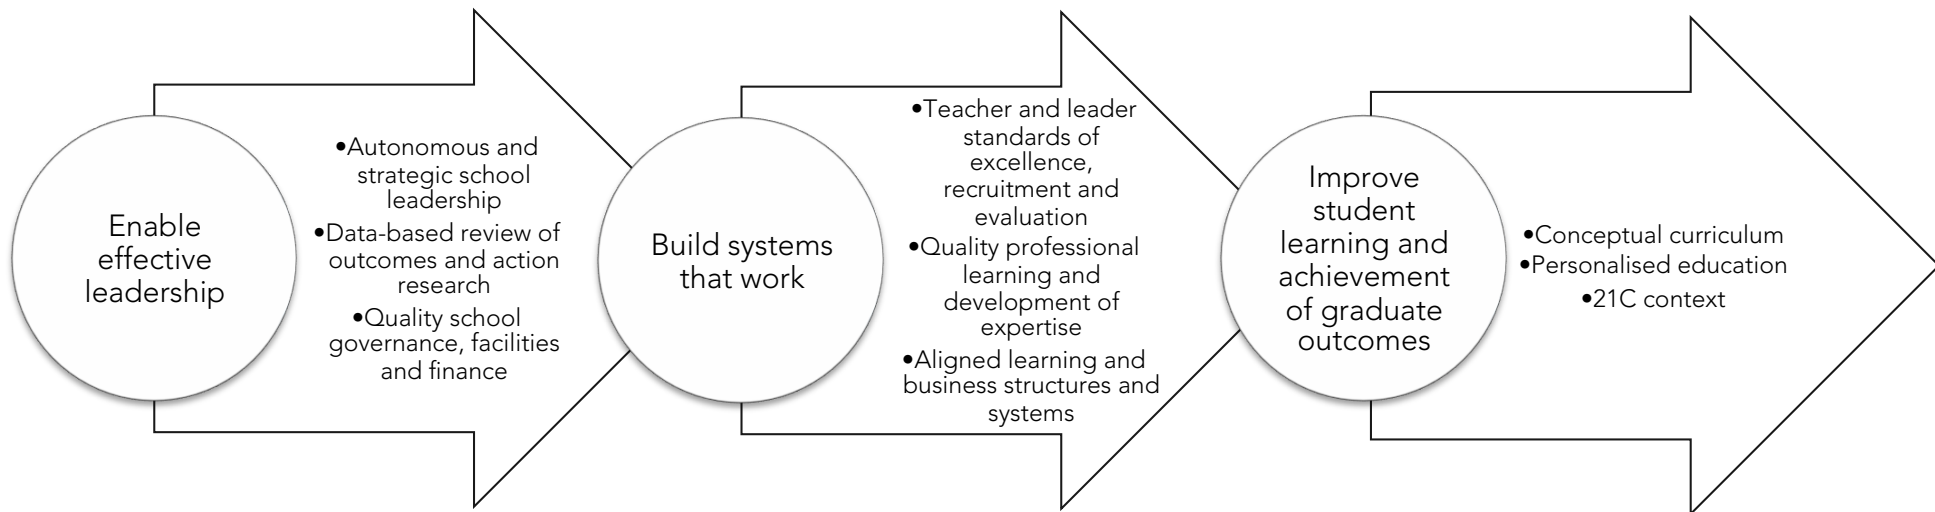 Enable
effective
leadership
•Autonomous and
strategic school
leadership
•Data-based review of
outcomes and action
research
•Quality school
governance, facilities
and finance
Build systems
that work
•Teacher and leader
standards of
excellence,
recruitment and
evaluation
•Quality professional
learning and
development of
expertise
•Aligned learning and
business structures and
systems
Improve
student
learning and
achievement
of graduate
outcomes
•Conceptual curriculum
•Personalised education
•21C context